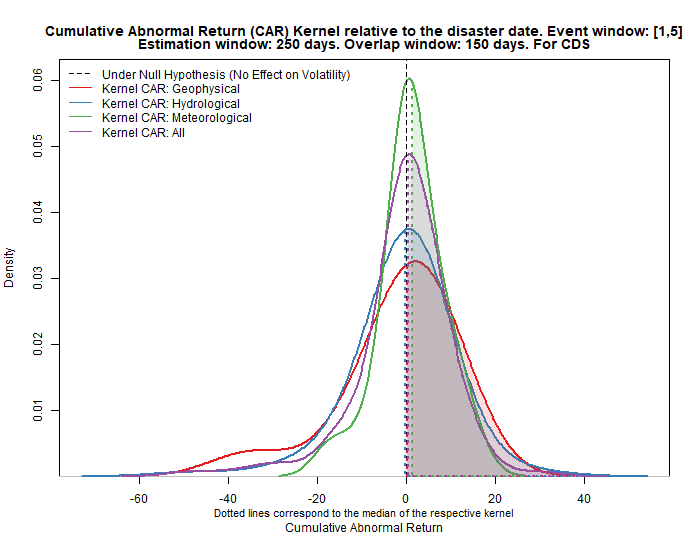 Cumulative Abnormal Return (CAR) Kernel relative to the disaster date. Event window: [1,5]
Estimation window: 250 days. Overlap window: 150 days. For CDS
Under Null Hypothesis (No Effect on Volatility)
Kernel CAR: Geophysical
Kernel CAR: Hydrological
Kernel CAR: Meteorological
Kernel CAR: All
0.06
0.05
0.04
0.03
0.02
0.01
Density
-60 -40 -20 0 20 40
Dotted lines correspond to the median of the respective kernel
Cumulative Abnormal Return